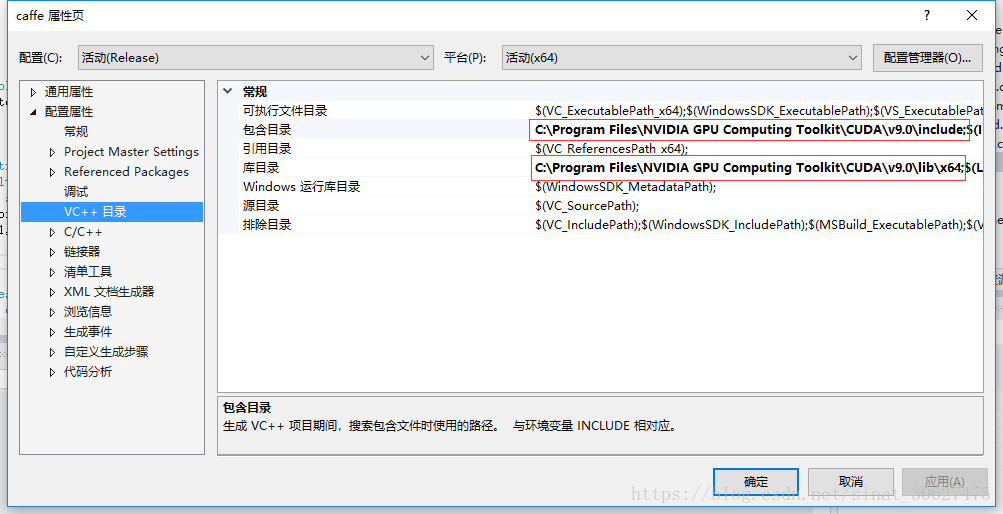 caffe 属性页
配置(C): 活动(Release) 平台(P): 活动(x64) 配置管理器(O)...
通用属性
配置属性
常规
Project Master Settings
Referenced Packages
调试
VC++ 目录
C/C++
链接器
清单工具
XML 文档生成器
浏览信息
生成事件
自定义生成步骤
代码分析
常规
可执行文件目录 $(VC_ExecutablePath_x64);$(WindowsSDK_ExecutablePath);$(VS_ExecutablePath
包含目录 C:\Program Files\NVIDIA GPU Computing Toolkit\CUDA\v9.0\include;$(I
引用目录 $(VC_ReferencesPath_x64);
库目录 C:\Program Files\NVIDIA GPU Computing Toolkit\CUDA\v9.0\lib\x64;$(L
Windows 运行库目录 $(WindowsSDK_MetadataPath);
源目录 $(VC_SourcePath);
排除目录 $(VC_IncludePath);$(WindowsSDK_IncludePath);$(MSBuild_ExecutablePath);$(V
包含目录
生成 VC++ 项目期间，搜索包含文件时使用的路径。 与环境变量 INCLUDE 相对应。
确定 取消 应用(A)
https://blog.csdn.net/sinat_30627175